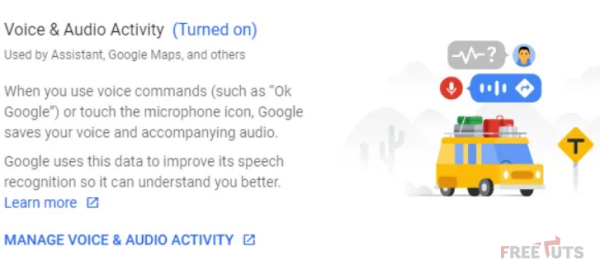 Voice & Audio Activity (Turned on)
Used by Assistant, Google Maps, and others
When you use voice commands (such as “Ok
Google”) or touch the microphone icon, Google
saves your voice and accompanying audio.
Google uses this data to improve its speech
recognition so it can understand you better.
Learn more
MANAGE VOICE & AUDIO ACTIVITY
?
T
FREETUTS